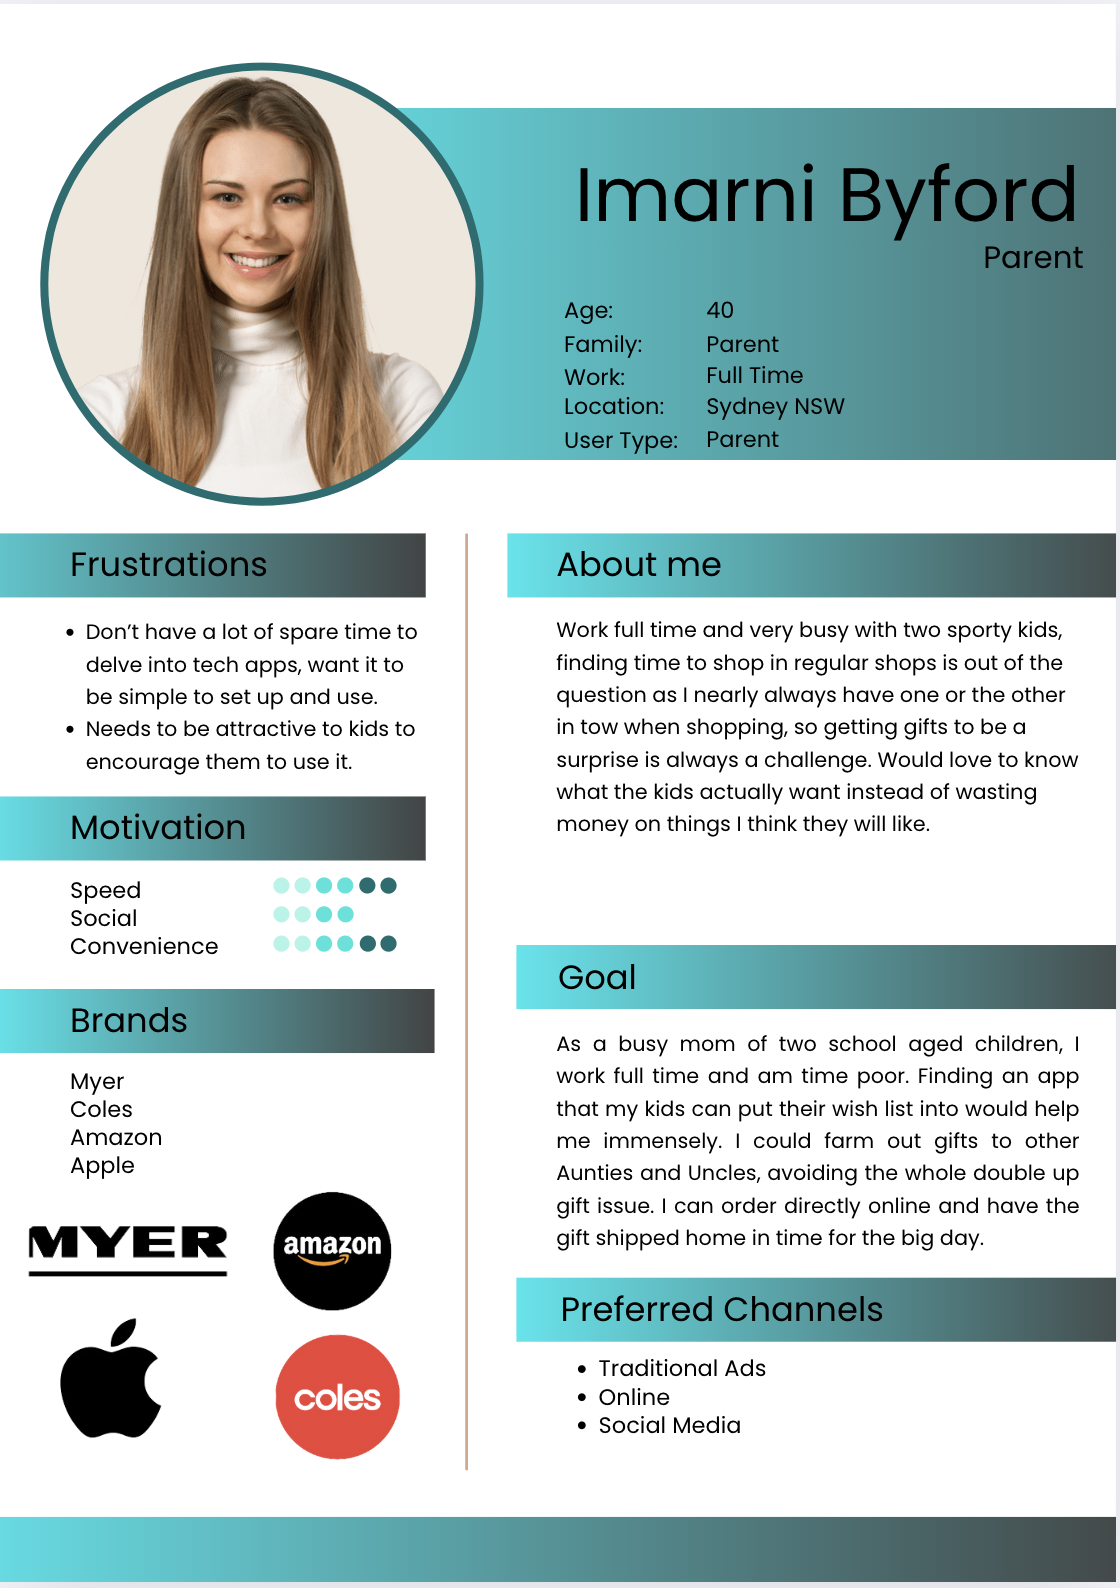 Imarni Byford
Parent
Age: 40
Family: Parent
Work: Full Time
Location: Sydney NSW
User Type: Parent
Frustrations
• Don’t have a lot of spare time to
delve into tech apps, want it to
be simple to set up and use.
• Needs to be attractive to kids to
encourage them to use it.
Motivation
Speed
Social
Convenience
Brands
Myer
Coles
Amazon
Apple
MYER
amazon
coles
About me
Work full time and very busy with two sporty kids,
finding time to shop in regular shops is out of the
question as I nearly always have one or the other
in tow when shopping, so getting gifts to be a
surprise is always a challenge. Would love to know
what the kids actually want instead of wasting
money on things I think they will like.
Goal
As a busy mom of two school aged children, I
work full time and am time poor. Finding an app
that my kids can put their wish list into would help
me immensely. I could farm out gifts to other
Aunties and Uncles, avoiding the whole double up
gift issue. I can order directly online and have the
gift shipped home in time for the big day.
Preferred Channels
• Traditional Ads
• Online
• Social Media